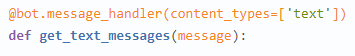 @bot.message_handler(content_types=['text'])
def get_text_messages(message):